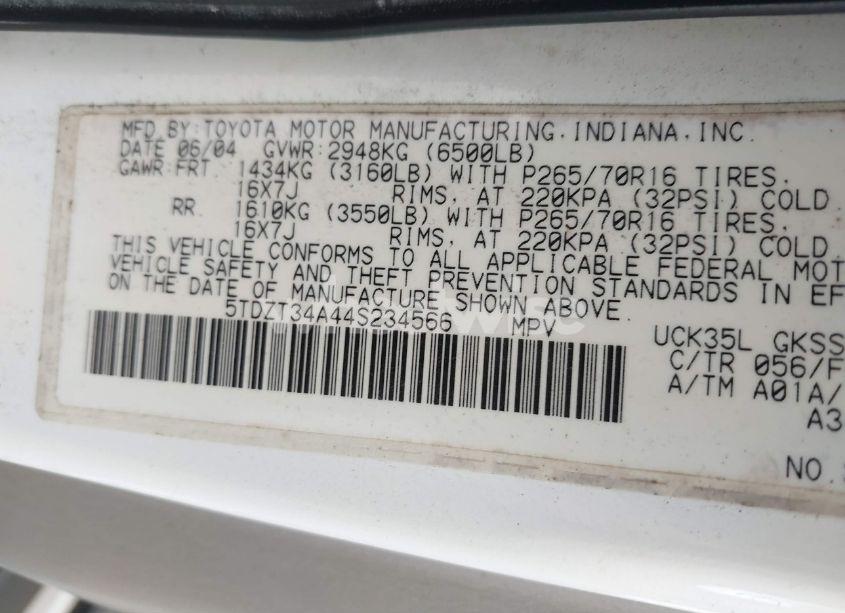 MFD.BY:TOYOTA MOTOR MANUFACTURING.INDIANA.INC.
DATE 06/04 GVWR:2948KG (6500LB)
GAWR:FRT. 1434KG (3160LB) WITH P265/70R16 TIRES.
16X7J RIMS, AT 220KPA (32PSI) COLD.
RR 1610KG (3550LB) WITH P265/70R16 TIRES.
16X7J RIMS, AT 220KPA (32PSI) COLD
THIS VEHICLE CONFORMS TO ALL APPLICABLE FEDERAL MOT
VEHICLE SAFETY AND THEFT PREVENTION STANDARDS IN EF
ON THE DATE OF MANUFACTURE SHOWN ABOVE.
5TDZT34A44S234566 MPV
UCK35L GKSS
C/TR 056/F
A/TM A01A/
A3
NO.